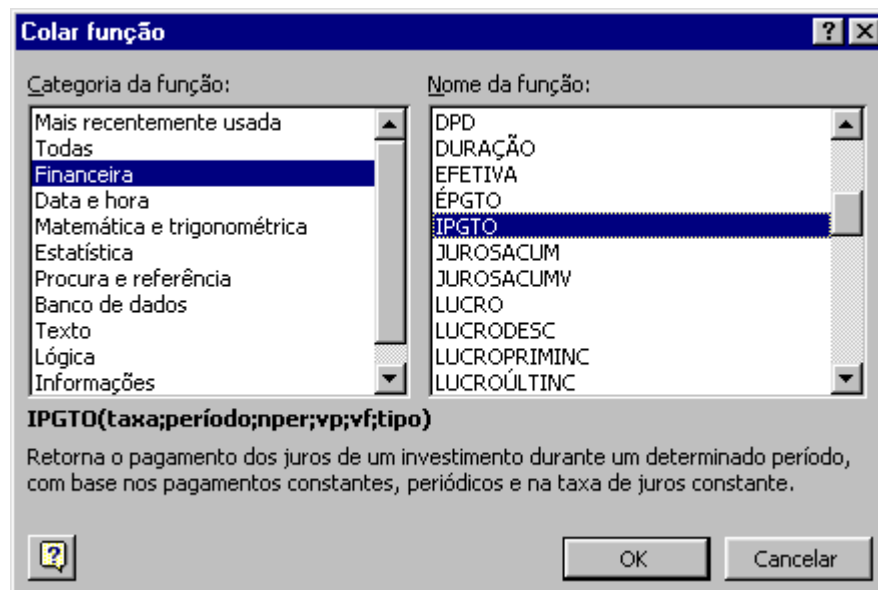 Colar função
Categoria da função:
Mais recentemente usada
Todas
Financeira
Data e hora
Matemática e trigonométrica
Estatística
Procura e referência
Banco de dados
Texto
Lógica
Informações
Nome da função:
DPD
DURAÇÃO
EFETIVA
ÉPGTO
IPGTO
JUROSACUM
JUROSACUMV
LUCRO
LUCRODESC
LUCROPRIMINC
LUCROÚLTINC
IPGTO(taxa;período;nper;vp;vf;tipo)
Retorna o pagamento dos juros de um investimento durante um determinado período,
com base nos pagamentos constantes, periódicos e na taxa de juros constante.
OK
Cancelar